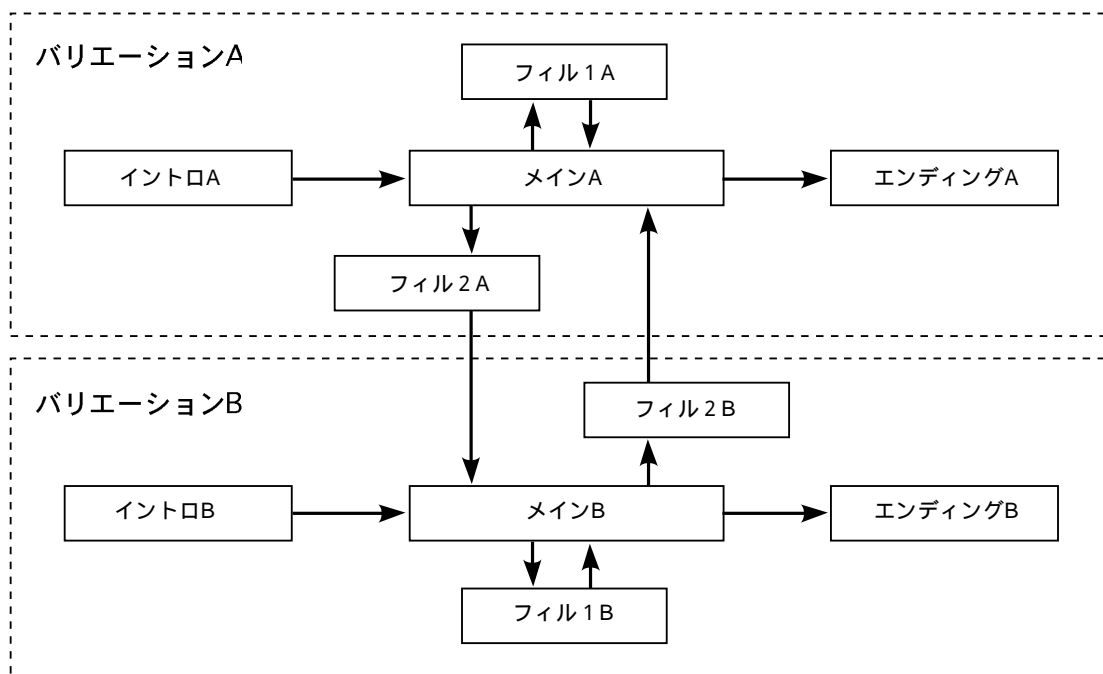 バリエーションA
フィル1A
イントロA
メインA
エンディングA
フィル2A
バリエーションB
フィル2B
イントロB
メインB
エンディングB
フィル1B